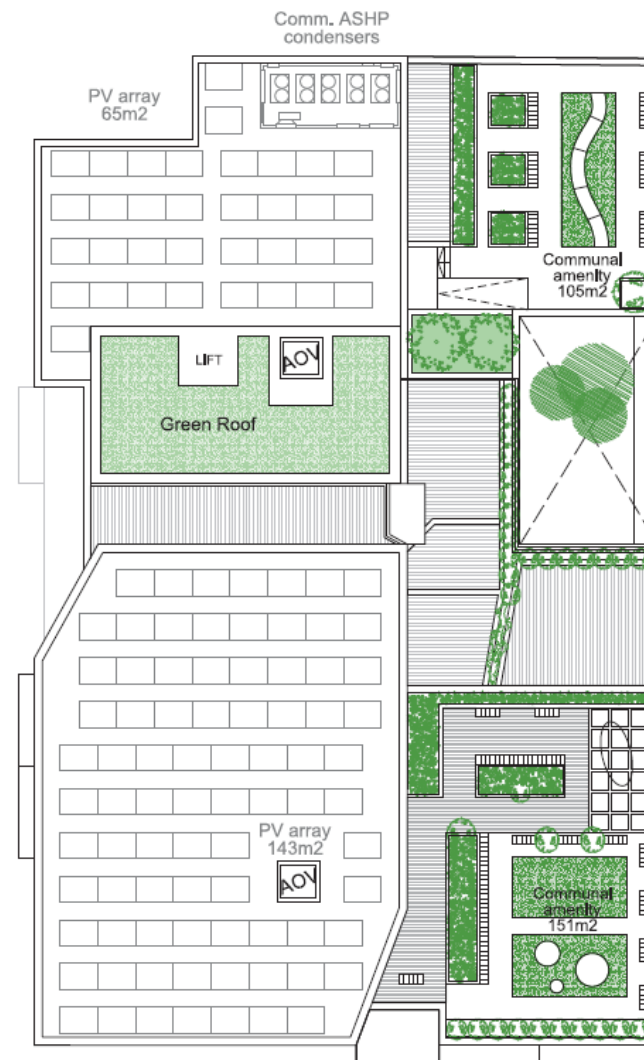 Comm. ASHP
condensers
PV array
65m2
Communal
amenity
105m2
LIFT
AOV
Green Roof
PV array
143m2
AOV
Communal
amenity
151m2